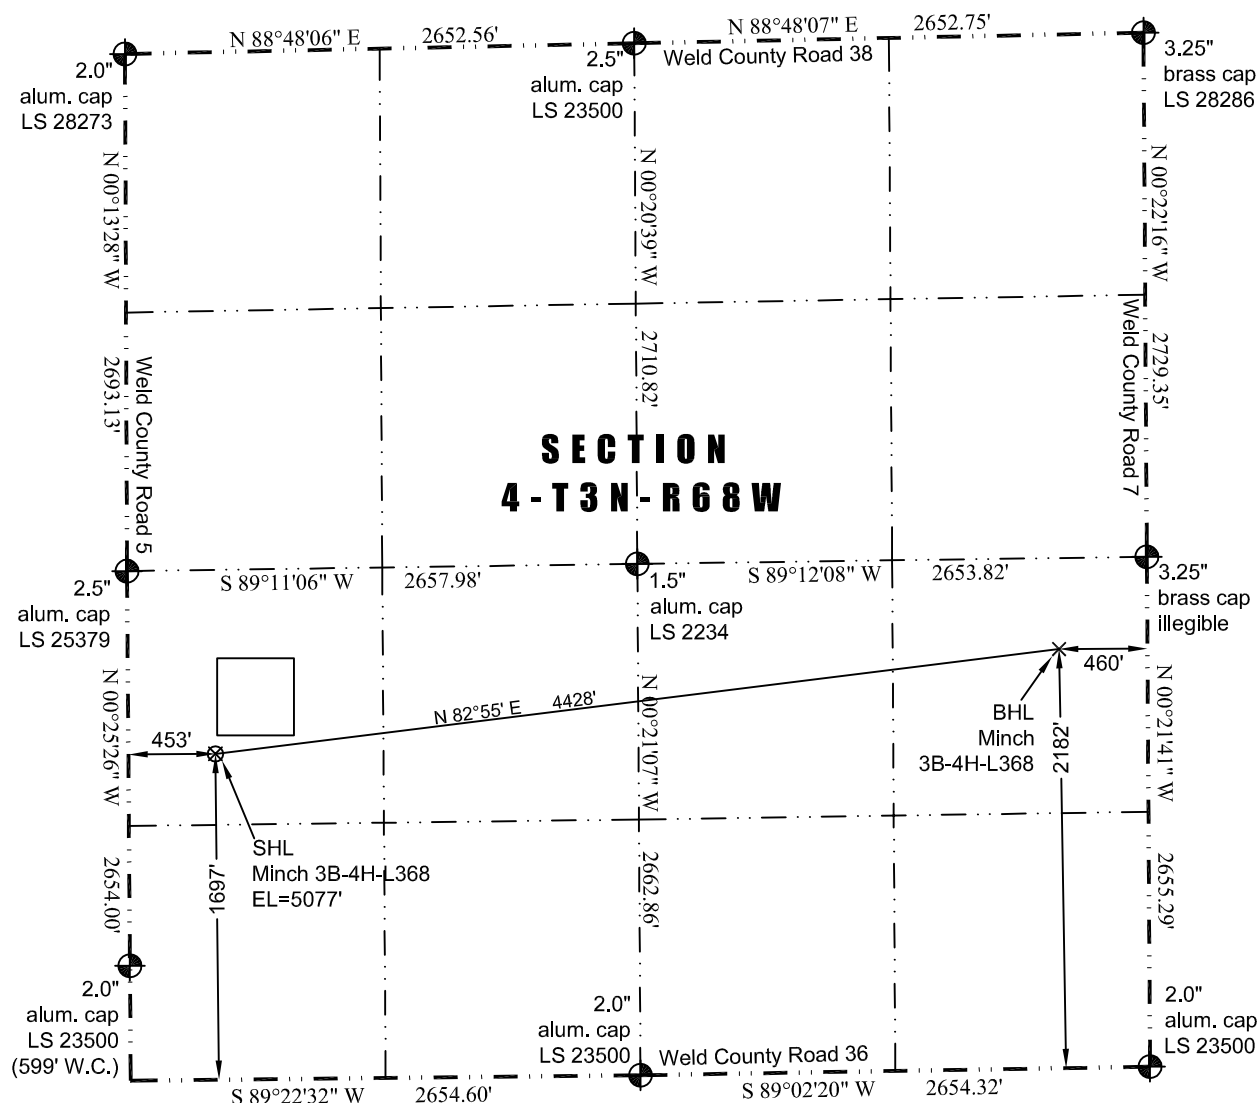 N 88°48'06" E
2652.56'
N 88°48'07" E
2652.75'
2.0"
alum. cap
LS 28273
2.5"
alum. cap
LS 23500
Weld County Road 38
3.25"
brass cap
LS 28286
N 00°13'28" W
2693.13'
Weld County Road 5
N 00°20'39" W
2710.82'
N 00°22'16" W
2729.35'
Weld County Road 7
SECTION
4-T3N-R68W
2.5"
alum. cap
LS 25379
S 89°11'06" W
2657.98'
1.5"
alum. cap
LS 2234
S 89°12'08" W
2653.82'
3.25"
brass cap
illegible
N 00°25'26" W
2654.00'
453'
N 82°55' E
4428'
N 00°21'07" W
2662.86'
460'
BHL
Minch
3B-4H-L368
2182'
N 00°21'41" W
2655.29'
SHL
Minch 3B-4H-L368
EL=5077'
1697'
2.0"
alum. cap
LS 23500
(599' W.C.)
2.0"
alum. cap
LS 23500
Weld County Road 36
2.0"
alum. cap
LS 23500
S 89°22'32" W
2654.60'
S 89°02'20" W
2654.32'